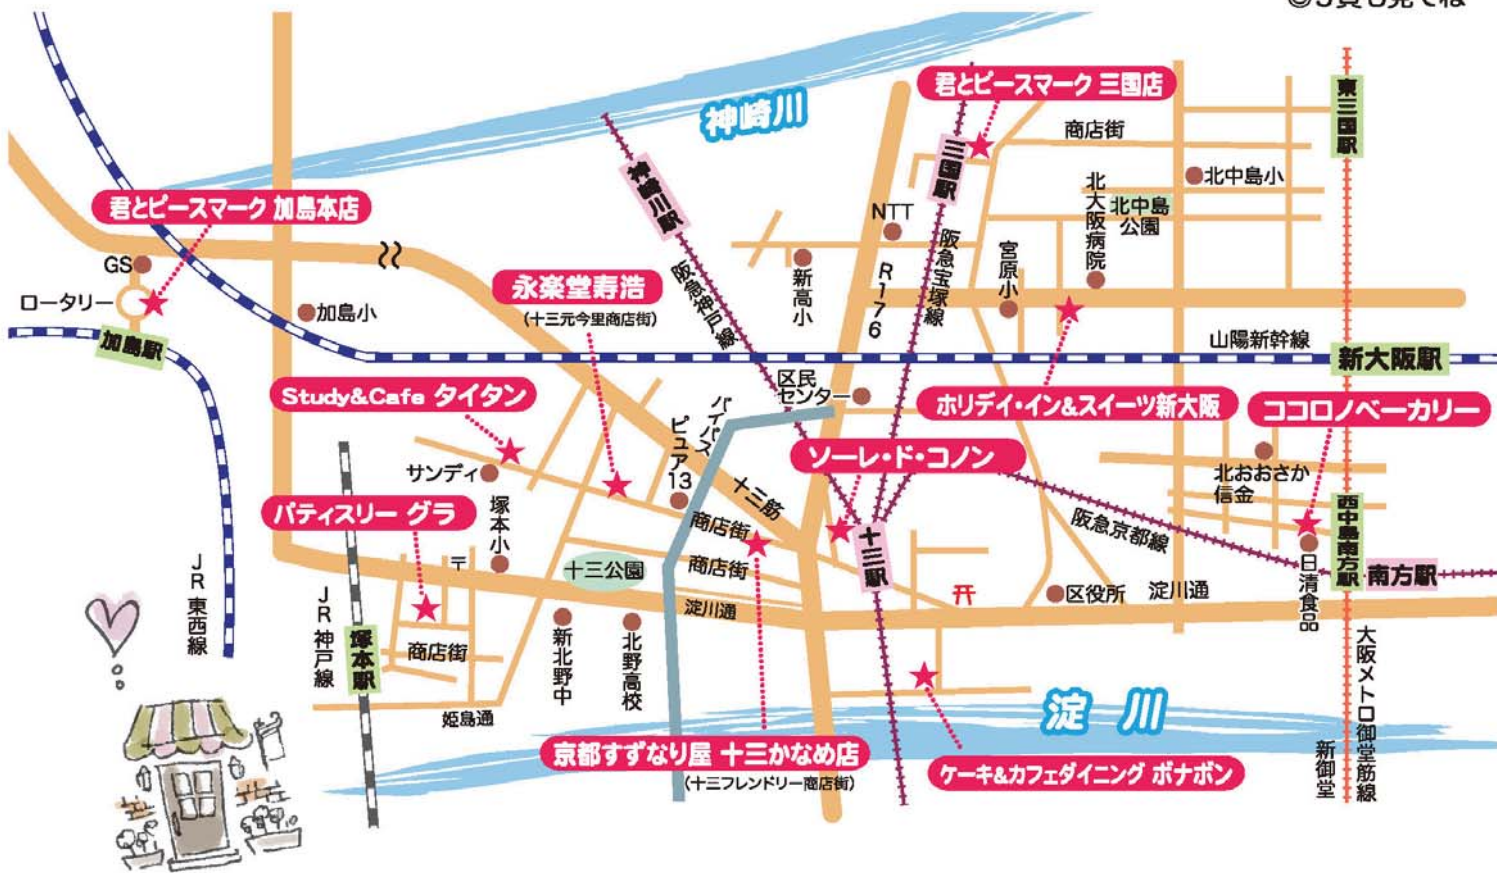 君とピースマーク 三国店
東三国駅
神崎川
商店街
三国駅
神崎川駅
北中島小
北大阪病院
北中島
公園
君とピースマーク 加島本店
NTT
阪急宝塚線
宮原小
GS
新高小
R176
阪急神戸線
永楽堂寿浩
(十三元今里商店街)
ロータリー
加島小
加島駅
山陽新幹線
新大阪駅
区民
センター
Study&Cafe タイタン
バイパス
ホリデイ・イン&スイーツ新大阪
ココロノベーカリー
ピュア13
ソーレ・ド・コノン
サンディ
十三筋
北おおさか
信金
パティスリー グラ
塚本小
商店街
阪急京都線
西中島南方駅
十三駅
〒
十三公園
商店街
日清食品
南方駅
淀川通
区役所
淀川通
JR東西線
JR神戸線
塚本駅
商店街
新北野中
北野高校
大阪メトロ御堂筋線
姫島通
淀川
京都すずなり屋 十三かなめ店
(十三フレンドリー商店街)
ケーキ&カフェダイニング ボナボン
新御堂